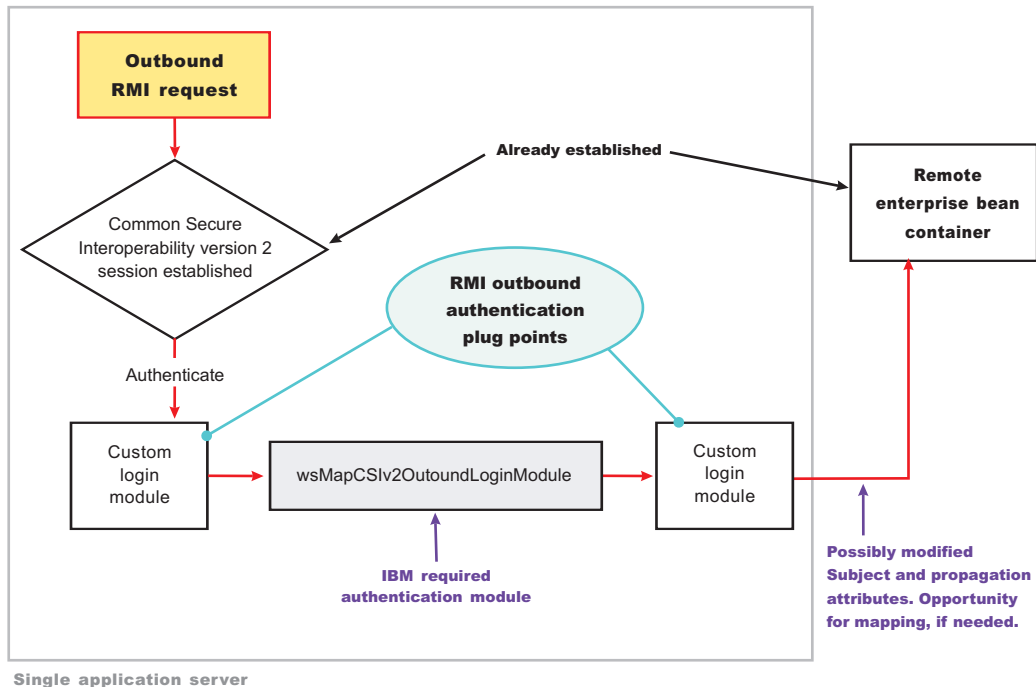 Outbound
RMI request
Already established
Remote
enterprise bean
container
Common Secure
Interoperability version 2
session established
RMI outbound
authentication
plug points
Authenticate
Custom
login
module
wsMapCSIv2OutoundLoginModule
Custom
login
module
IBM required
authentication module
Possibly modified
Subject and propagation
attributes. Opportunity
for mapping, if needed.
Single application server